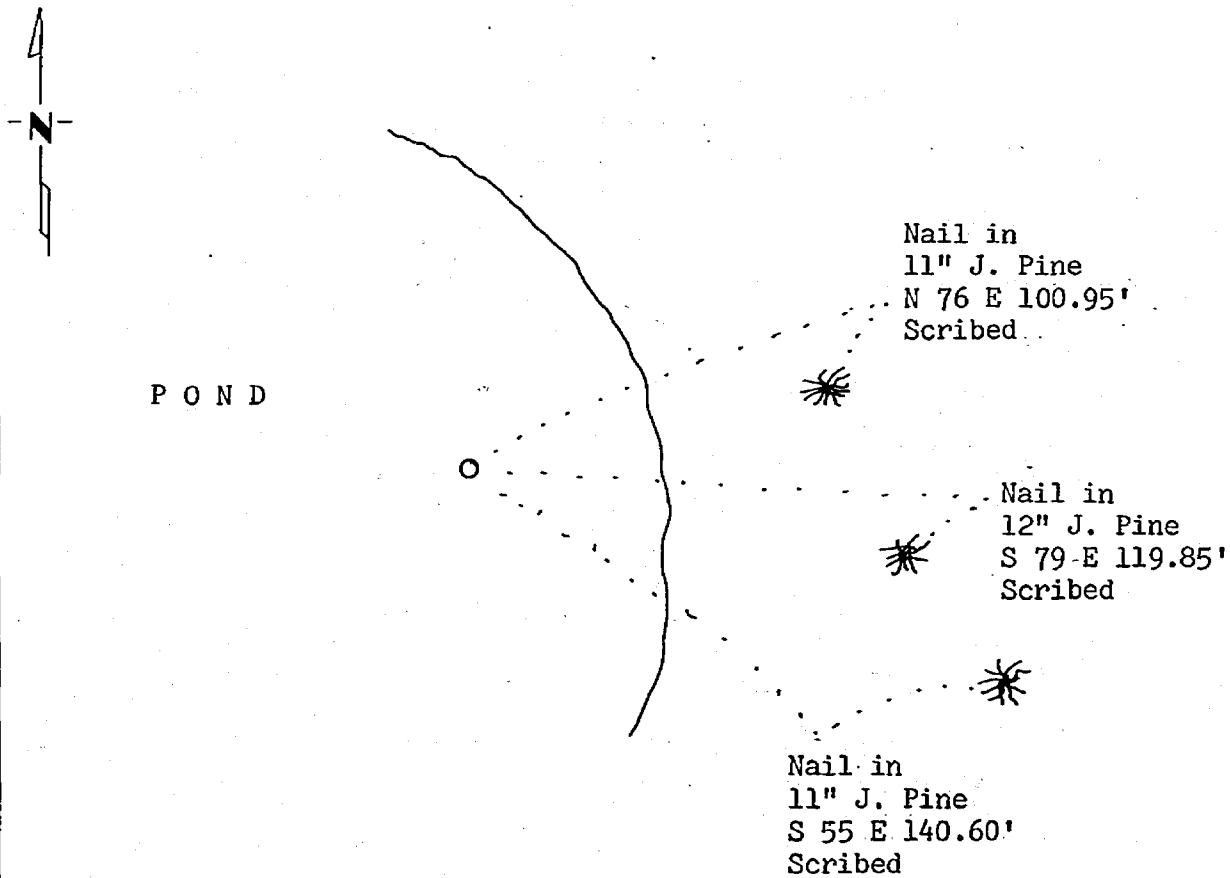 N
Nail in
11" J. Pine
N 76 E 100.95'
Scribed
P O N D
Nail in
12" J. Pine
S 79 E 119.85'
Scribed
Nail in
11" J. Pine
S 55 E 140.60'
Scribed